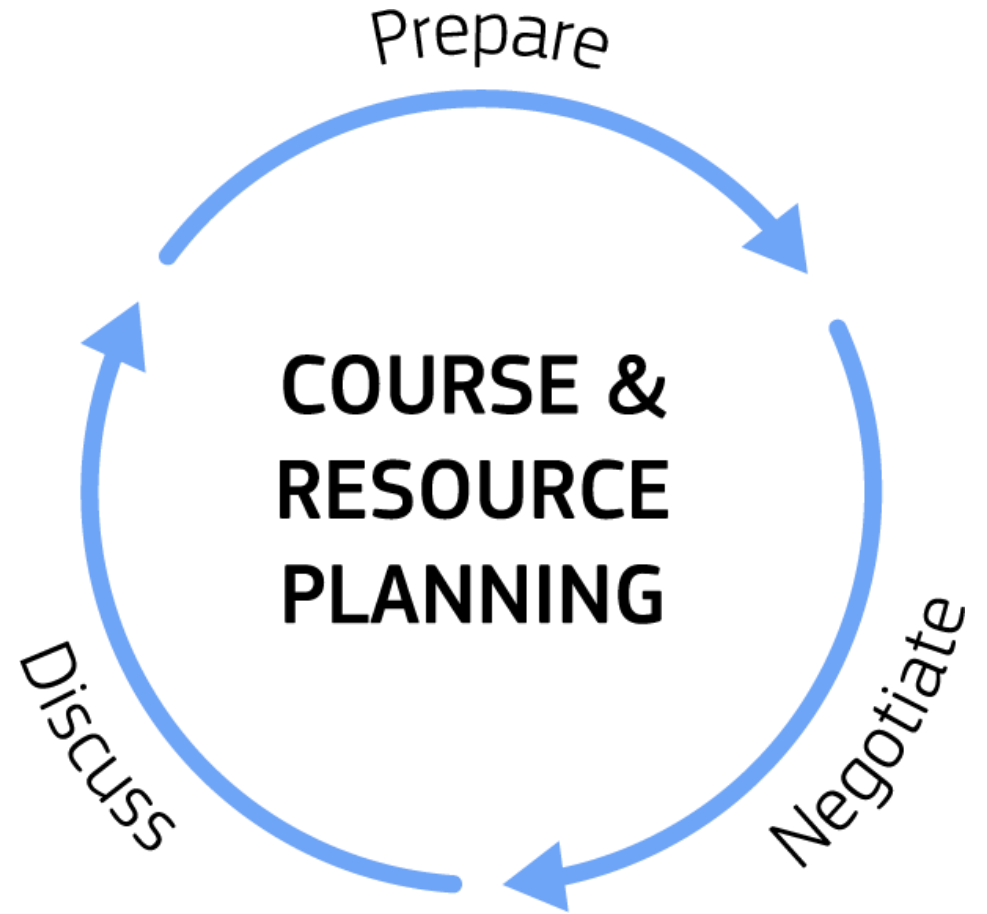 Prepare
COURSE &
RESOURCE
PLANNING
Negotiate
Discuss